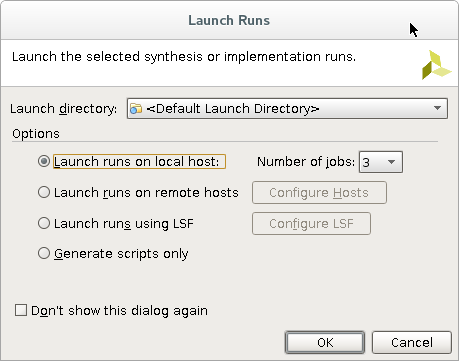 Launch Runs
Launch the selected synthesis or implementation runs.
Launch directory: <Default Launch Directory>
Options
Launch runs on local host: Number of jobs: 3
Launch runs on remote hosts Configure Hosts
Launch runs using LSF Configure LSF
Generate scripts only
Don't show this dialog again
OK Cancel